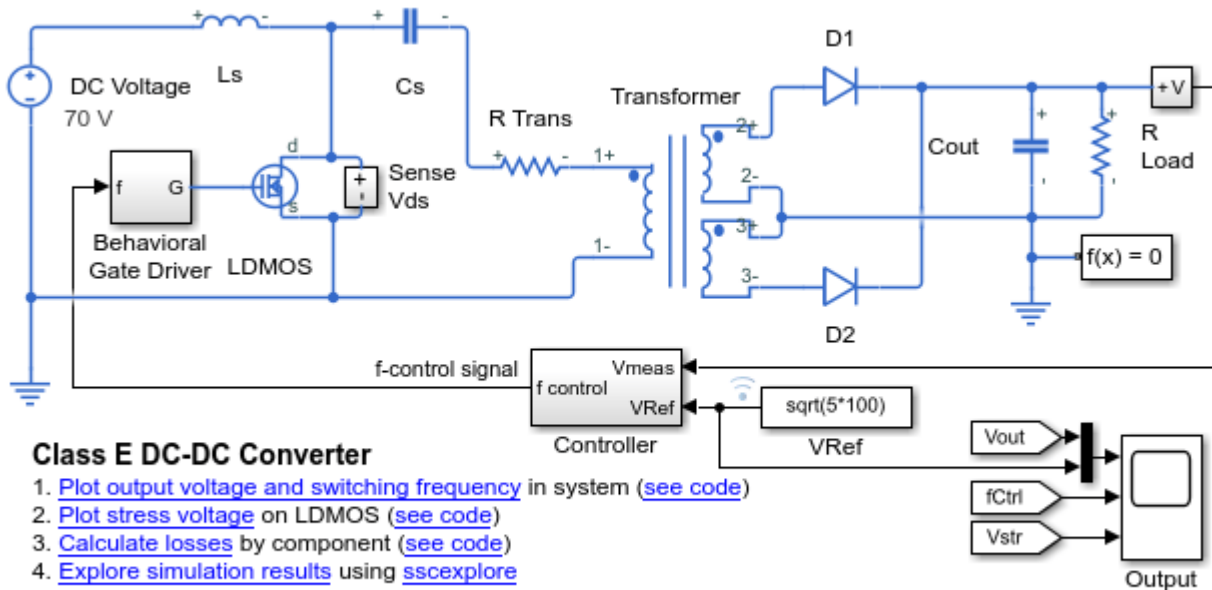 + -
+ -
D1
Ls
Cs
DC Voltage
70 V
Transformer
+V
R Trans
2+
+
+
+
-
Cout
R
Load
d
+ -
1+
2-
-
-
f
G
+
-
Sense
Vds
s
3+
Behavioral
Gate Driver
LDMOS
1-
3-
f(x) = 0
D2
f-control signal
Vmeas
f control
VRef
sqrt(5*100)
Controller
VRef
Vout
Class E DC-DC Converter
1. Plot output voltage and switching frequency in system (see code)
fCtrl
2. Plot stress voltage on LDMOS (see code)
Vstr
3. Calculate losses by component (see code)
4. Explore simulation results using sscexplore
Output